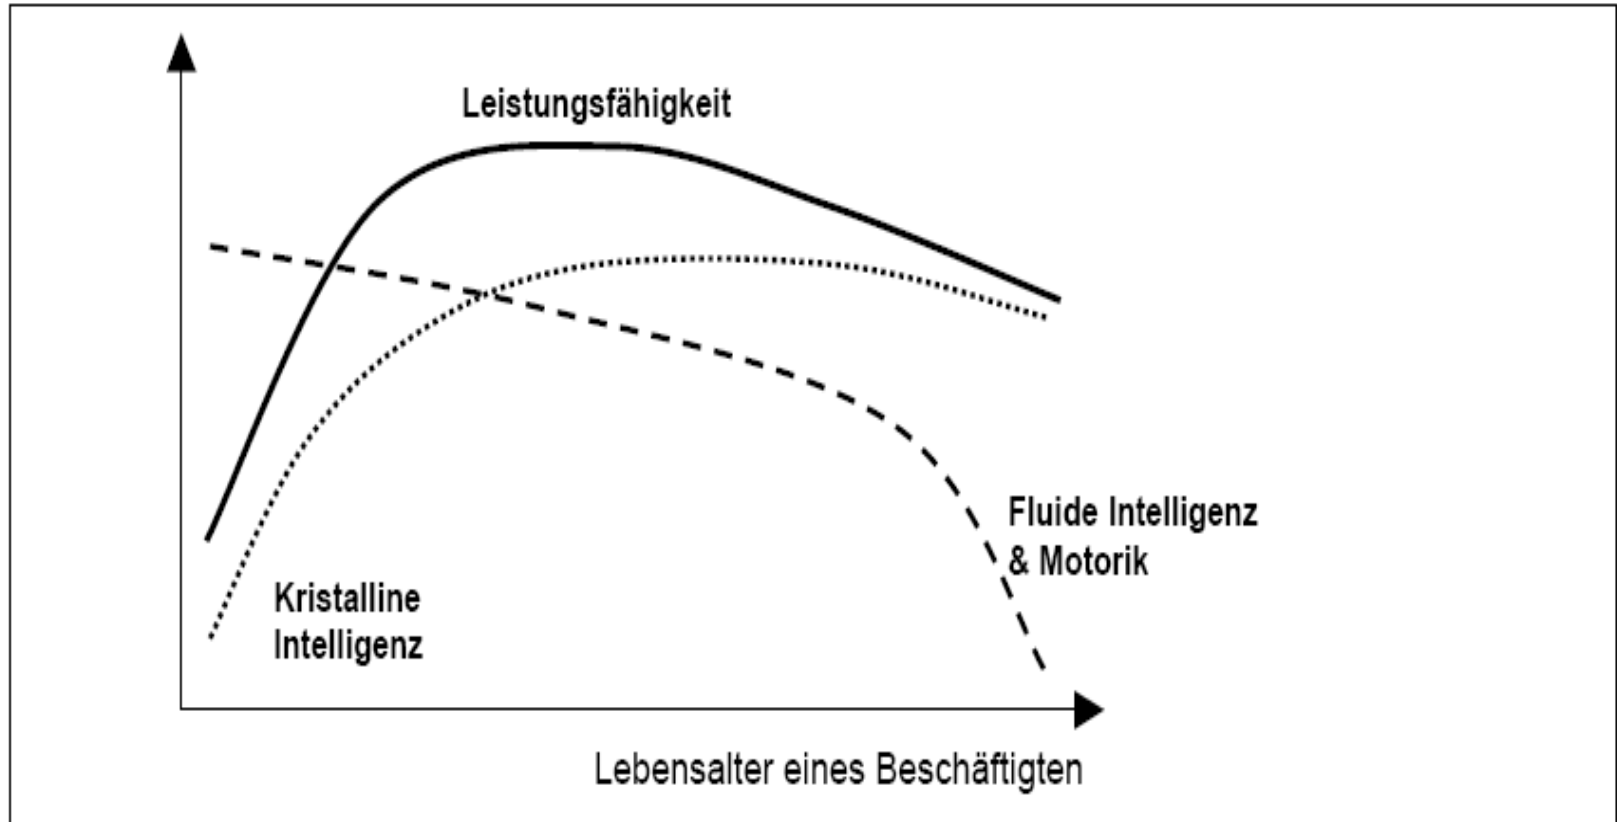 Leistungsfähigkeit
Fluide Intelligenz
& Motorik
Kristalline
Intelligenz
Lebensalter eines Beschäftigten